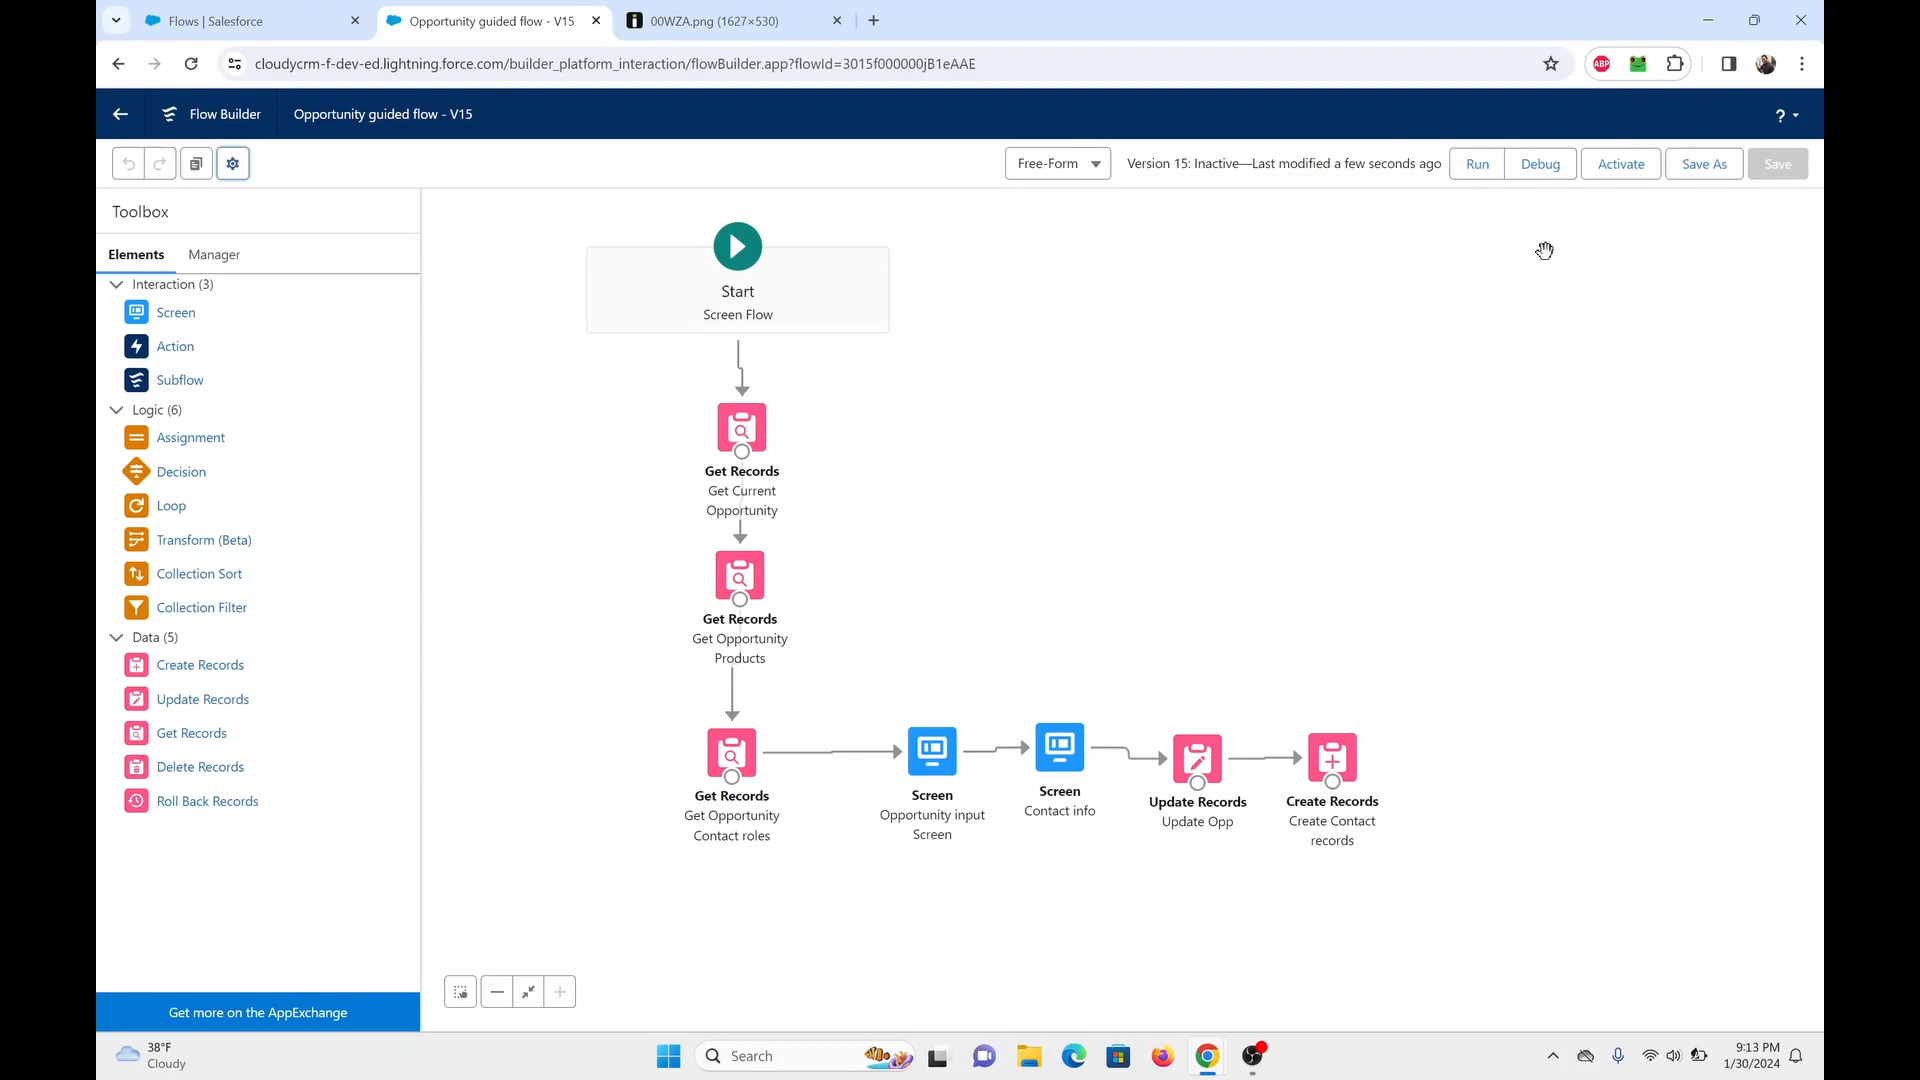 Flows | Salesforce
Opportunity guided flow - V15
00WZA.png (1627×530)
cloudycrm-f-dev-ed.lightning.force.com/builder_platform_interaction/flowBuilder.app?flowId=3015f000000jB1eAAE
ABP
Flow Builder
Opportunity guided flow - V15
?
Free-Form
Version 15: Inactive—Last modified a few seconds ago
Run
Debug
Activate
Save As
Save
Toolbox
Elements
Manager
Interaction (3)
Screen
Action
Subflow
Logic (6)
Assignment
Decision
Loop
Transform (Beta)
Collection Sort
Collection Filter
Data (5)
Create Records
Update Records
Get Records
Delete Records
Roll Back Records
Get more on the AppExchange
Start
Screen Flow
Get Records
Get Current
Opportunity
Get Records
Get Opportunity
Products
Get Records
Get Opportunity
Contact roles
Screen
Opportunity input
Screen
Screen
Contact info
Update Records
Update Opp
Create Records
Create Contact
records
38°F
Cloudy
Search
9:13 PM
1/30/2024